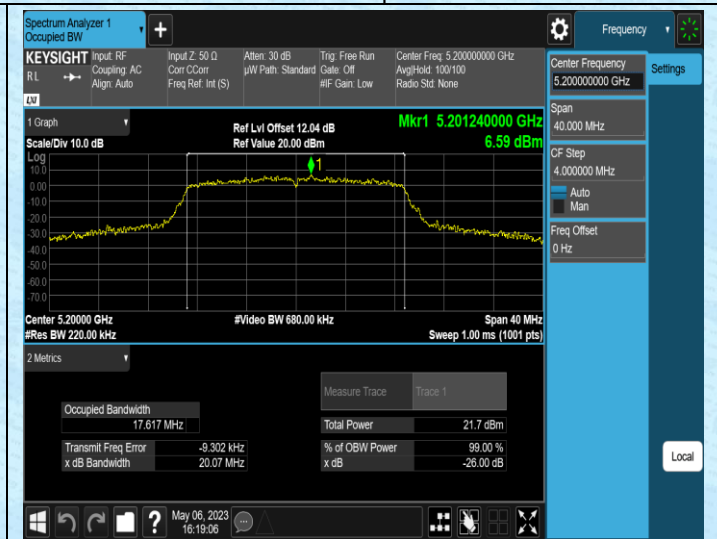 Spectrum Analyzer 1
Occupied BW
+
Frequency
KEYSIGHT
RL
LXI
Input: RF
Coupling: AC
Align: Auto
Input Z: 50 Ω
Corr CCorr
Freq Ref: Int (S)
Atten: 30 dB
µW Path: Standard
Trig: Free Run
Gate: Off
#IF Gain: Low
Center Freq: 5.200000000 GHz
Avg|Hold: 100/100
Radio Std: None
Center Frequency
5.200000000 GHz
Settings
Span
40.000 MHz
CF Step
4.000000 MHz
Auto
Man
Freq Offset
0 Hz
1 Graph
Scale/Div 10.0 dB
Ref Lvl Offset 12.04 dB
Ref Value 20.00 dBm
Mkr1 5.201240000 GHz
6.59 dBm
Log
10.0
0.00
-10.0
-20.0
-30.0
-40.0
-50.0
-60.0
-70.0
1
Center 5.20000 GHz
#Res BW 220.00 kHz
#Video BW 680.00 kHz
Span 40 MHz
Sweep 1.00 ms (1001 pts)
2 Metrics
Measure Trace
Trace 1
Occupied Bandwidth
17.617 MHz
Total Power
21.7 dBm
Transmit Freq Error
-9.302 kHz
% of OBW Power
99.00 %
x dB Bandwidth
20.07 MHz
x dB
-26.00 dB
Local
?
May 06, 2023
16:19:06